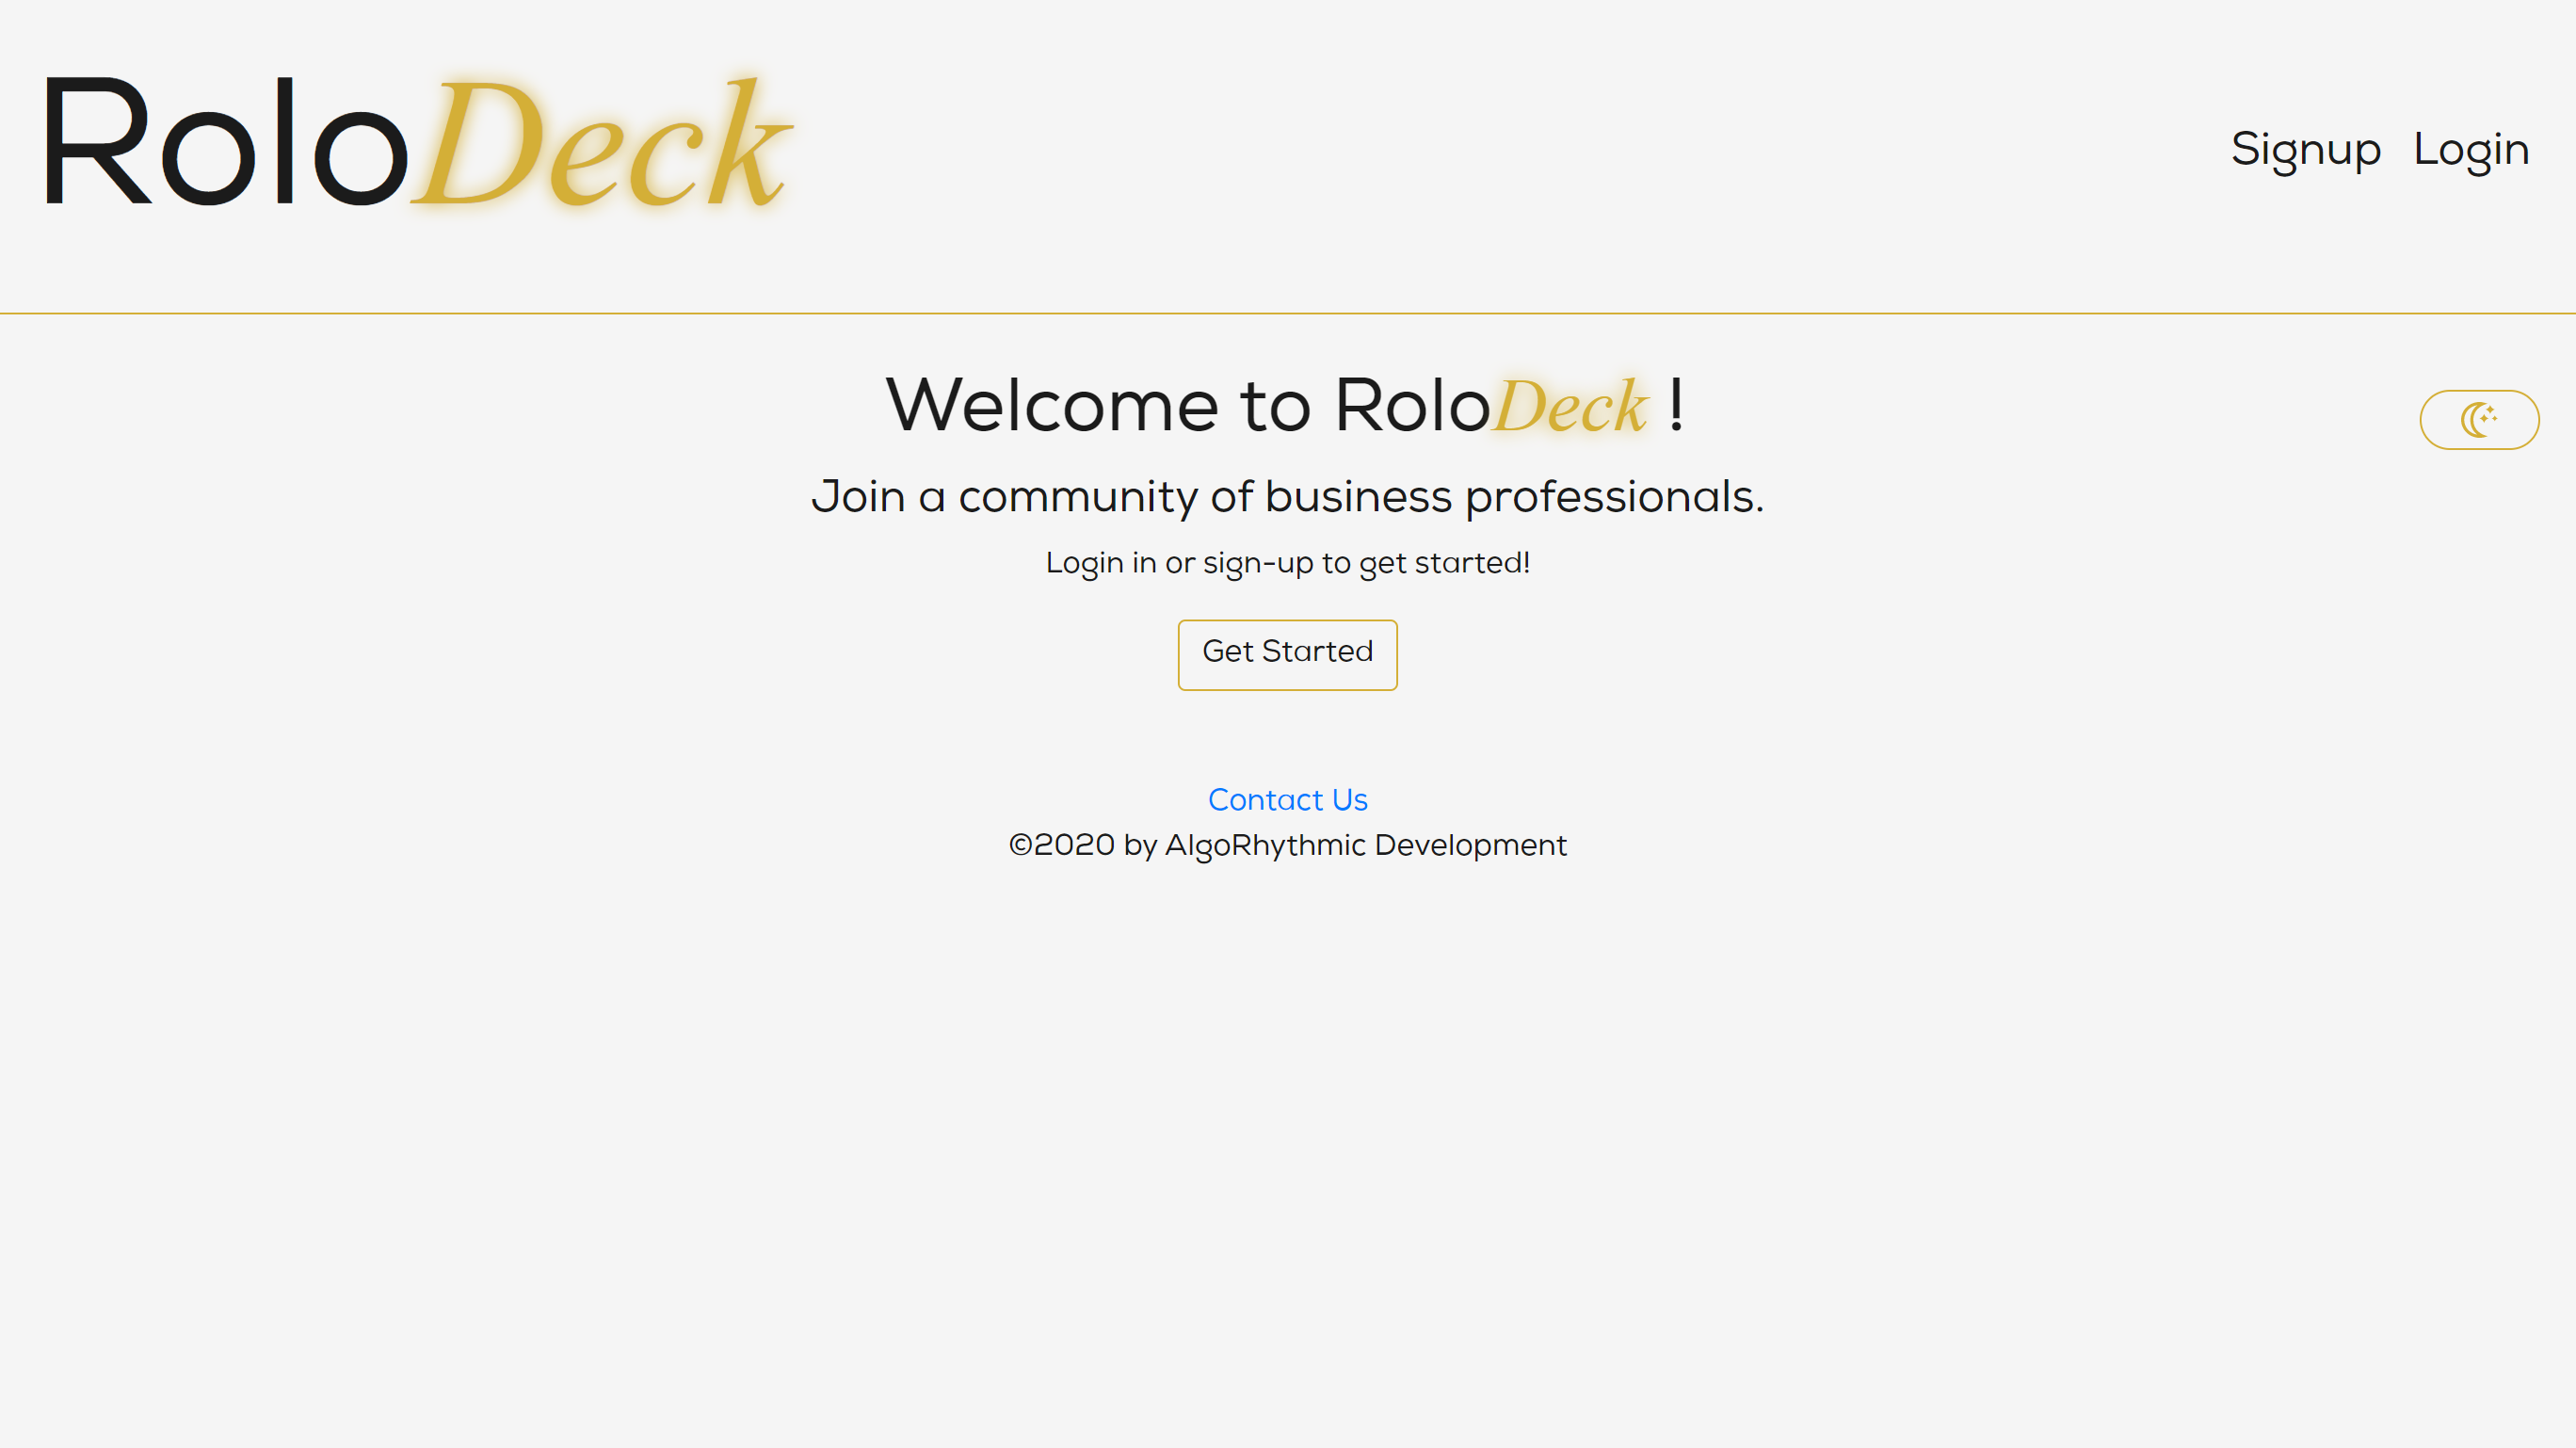 RoloDeck
Signup Login
Welcome to RoloDeck !
Join a community of business professionals.
Login in or sign-up to get started!
Get Started
Contact Us
©2020 by AlgoRhythmic Development